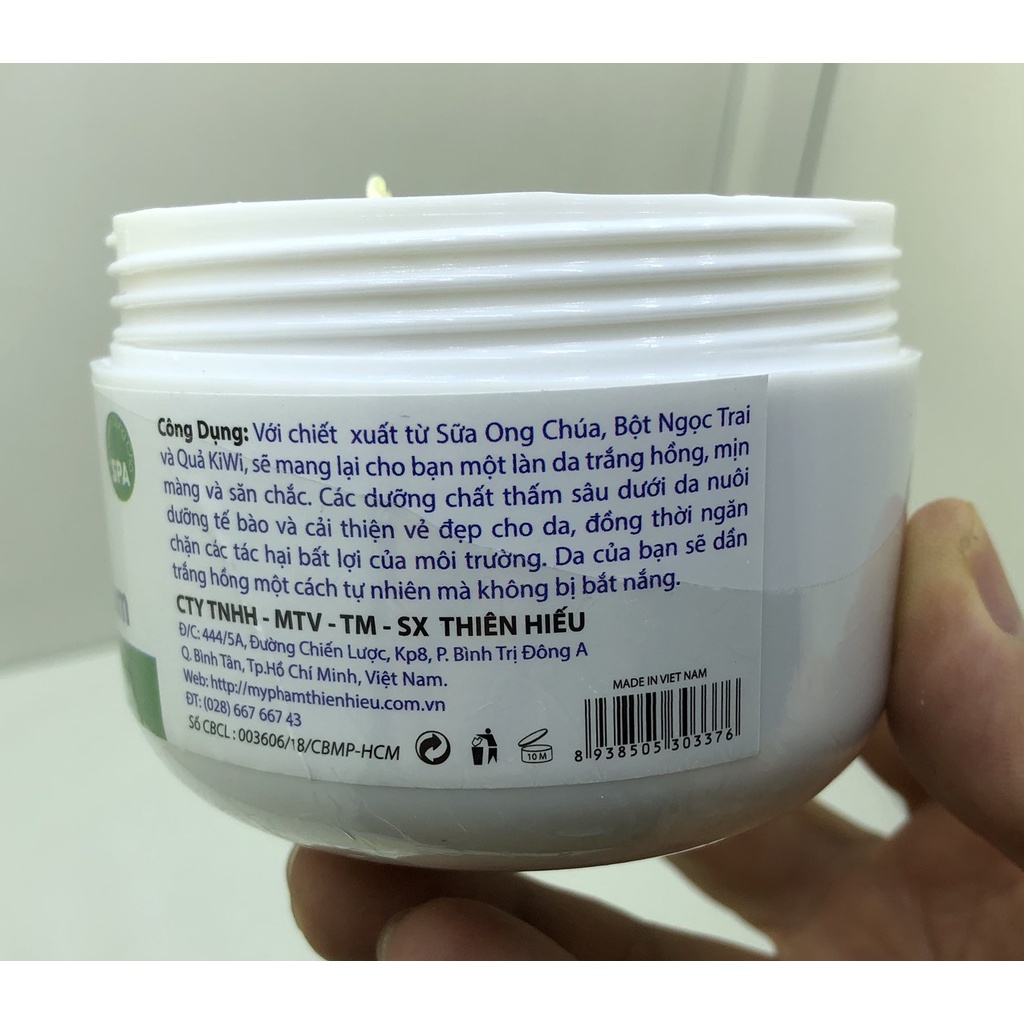 SPA
Công Dụng: Với chiết xuất từ Sữa Ong Chúa, Bột Ngọc Trai
và Quả KiWi, sẽ mang lại cho bạn một làn da trắng hồng, mịn
màng và săn chắc. Các dưỡng chất thấm sâu dưới da nuôi
dưỡng tế bào và cải thiện vẻ đẹp cho da, đồng thời ngăn
chặn các tác hại bất lợi của môi trường. Da của bạn sẽ dần
trắng hồng một cách tự nhiên mà không bị bắt nắng.
CTY TNHH - MTV - TM - SX THIÊN HIẾU
Đ/C: 444/5A, Đường Chiến Lược, Kp8, P. Bình Trị Đông A
Q. Bình Tân, Tp.Hồ Chí Minh, Việt Nam.
Web: http://myphamthienhieu.com.vn
ĐT: (028) 667 667 43
Số CBCL : 003606/18/CBMP-HCM
10 M
MADE IN VIET NAM
8 938505 303376